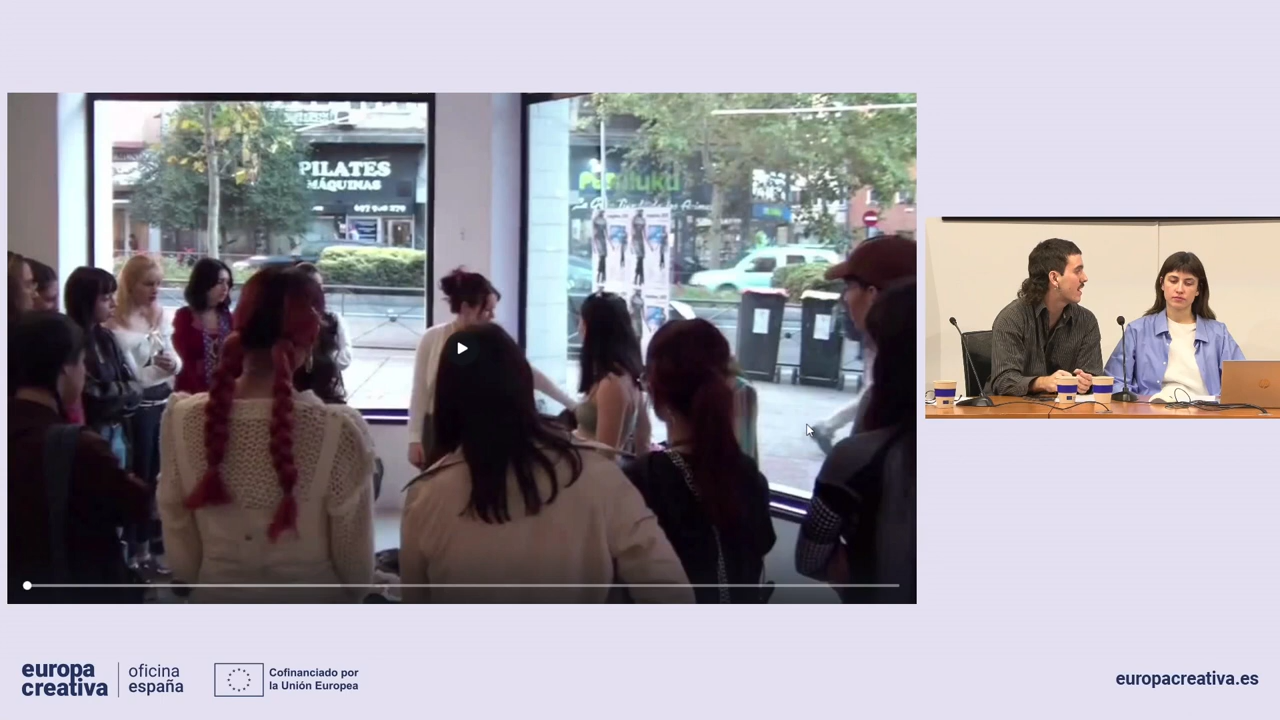 PILATES
MÁQUINAS
europa
creativa
oficina
españa
Cofinanciado por
la Unión Europea
europacreativa.es